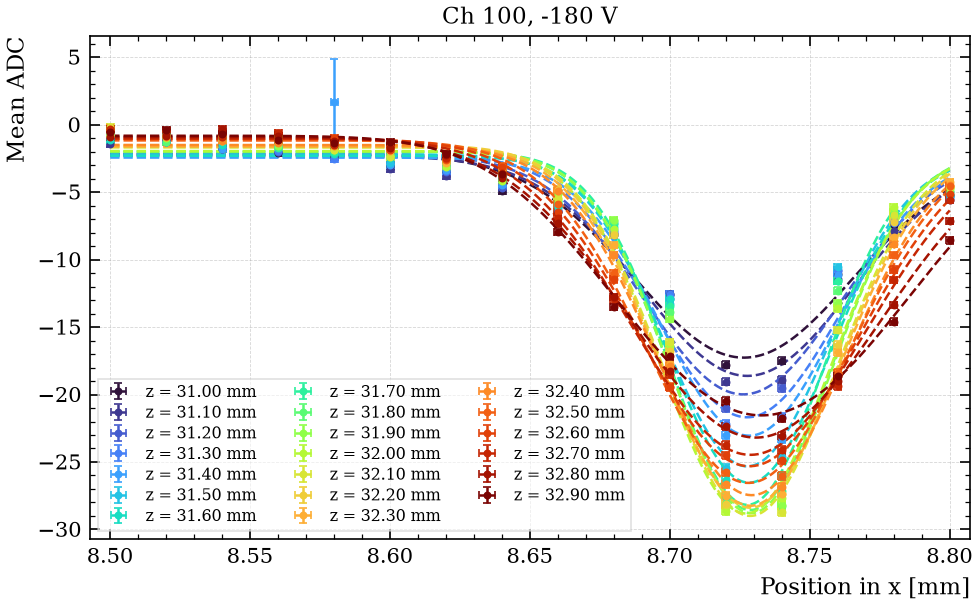 Ch 100, -180 V
Mean ADC
5
0
−5
−10
−15
−20
−25
−30
z = 31.00 mm
z = 31.10 mm
z = 31.20 mm
z = 31.30 mm
z = 31.40 mm
z = 31.50 mm
z = 31.60 mm
z = 31.70 mm
z = 31.80 mm
z = 31.90 mm
z = 32.00 mm
z = 32.10 mm
z = 32.20 mm
z = 32.30 mm
z = 32.40 mm
z = 32.50 mm
z = 32.60 mm
z = 32.70 mm
z = 32.80 mm
z = 32.90 mm
8.50 8.55 8.60 8.65 8.70 8.75 8.80
Position in x [mm]